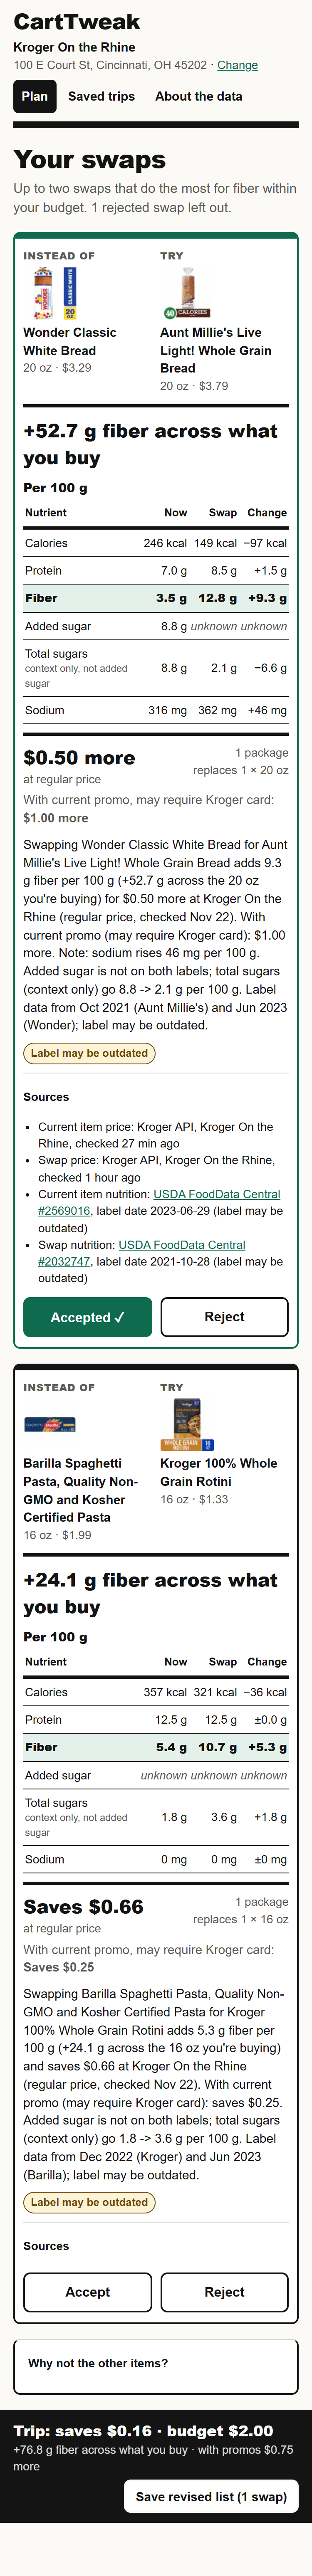 CartTweak
Kroger On the Rhine
100 E Court St, Cincinnati, OH 45202 · Change
Plan Saved trips About the data
Your swaps
Up to two swaps that do the most for fiber within
your budget. 1 rejected swap left out.
INSTEAD OF
Wonder Classic
White Bread
20 oz · $3.29
TRY
40 CALORIES
Aunt Millie's Live
Light! Whole Grain
Bread
20 oz · $3.79
+52.7 g fiber across what
you buy
Per 100 g
Nutrient Now Swap Change
Calories 246 kcal 149 kcal −97 kcal
Protein 7.0 g 8.5 g +1.5 g
Fiber 3.5 g 12.8 g +9.3 g
Added sugar 8.8 g unknown unknown
Total sugars
context only, not added
sugar
8.8 g 2.1 g −6.6 g
Sodium 316 mg 362 mg +46 mg
$0.50 more
at regular price
1 package
replaces 1 × 20 oz
With current promo, may require Kroger card:
$1.00 more
Swapping Wonder Classic White Bread for Aunt
Millie's Live Light! Whole Grain Bread adds 9.3
g fiber per 100 g (+52.7 g across the 20 oz
you're buying) for $0.50 more at Kroger On the
Rhine (regular price, checked Nov 22). With
current promo (may require Kroger card): $1.00
more. Note: sodium rises 46 mg per 100 g.
Added sugar is not on both labels; total sugars
(context only) go 8.8 -> 2.1 g per 100 g. Label
data from Oct 2021 (Aunt Millie's) and Jun 2023
(Wonder); label may be outdated.
Label may be outdated
Sources
• Current item price: Kroger API, Kroger On the
Rhine, checked 27 min ago
• Swap price: Kroger API, Kroger On the Rhine,
checked 1 hour ago
• Current item nutrition: USDA FoodData Central
#2569016, label date 2023-06-29 (label may be
outdated)
• Swap nutrition: USDA FoodData Central
#2032747, label date 2021-10-28 (label may be
outdated)
Accepted ✓ Reject
INSTEAD OF
Barilla Spaghetti
Pasta, Quality Non-
GMO and Kosher
Certified Pasta
16 oz · $1.99
TRY
WHOLE GRAIN
ROTINI
Kroger 100% Whole
Grain Rotini
16 oz · $1.33
+24.1 g fiber across what
you buy
Per 100 g
Nutrient Now Swap Change
Calories 357 kcal 321 kcal −36 kcal
Protein 12.5 g 12.5 g ±0.0 g
Fiber 5.4 g 10.7 g +5.3 g
Added sugar unknown unknown unknown
Total sugars
context only, not added
sugar
1.8 g 3.6 g +1.8 g
Sodium 0 mg 0 mg ±0 mg
Saves $0.66
at regular price
1 package
replaces 1 × 16 oz
With current promo, may require Kroger card:
Saves $0.25
Swapping Barilla Spaghetti Pasta, Quality Non-
GMO and Kosher Certified Pasta for Kroger
100% Whole Grain Rotini adds 5.3 g fiber per
100 g (+24.1 g across the 16 oz you're buying)
and saves $0.66 at Kroger On the Rhine
(regular price, checked Nov 22). With current
promo (may require Kroger card): saves $0.25.
Added sugar is not on both labels; total sugars
(context only) go 1.8 -> 3.6 g per 100 g. Label
data from Dec 2022 (Kroger) and Jun 2023
(Barilla); label may be outdated.
Label may be outdated
Sources
Accept Reject
Why not the other items?
Trip: saves $0.16 · budget $2.00
+76.8 g fiber across what you buy · with promos $0.75
more
Save revised list (1 swap)